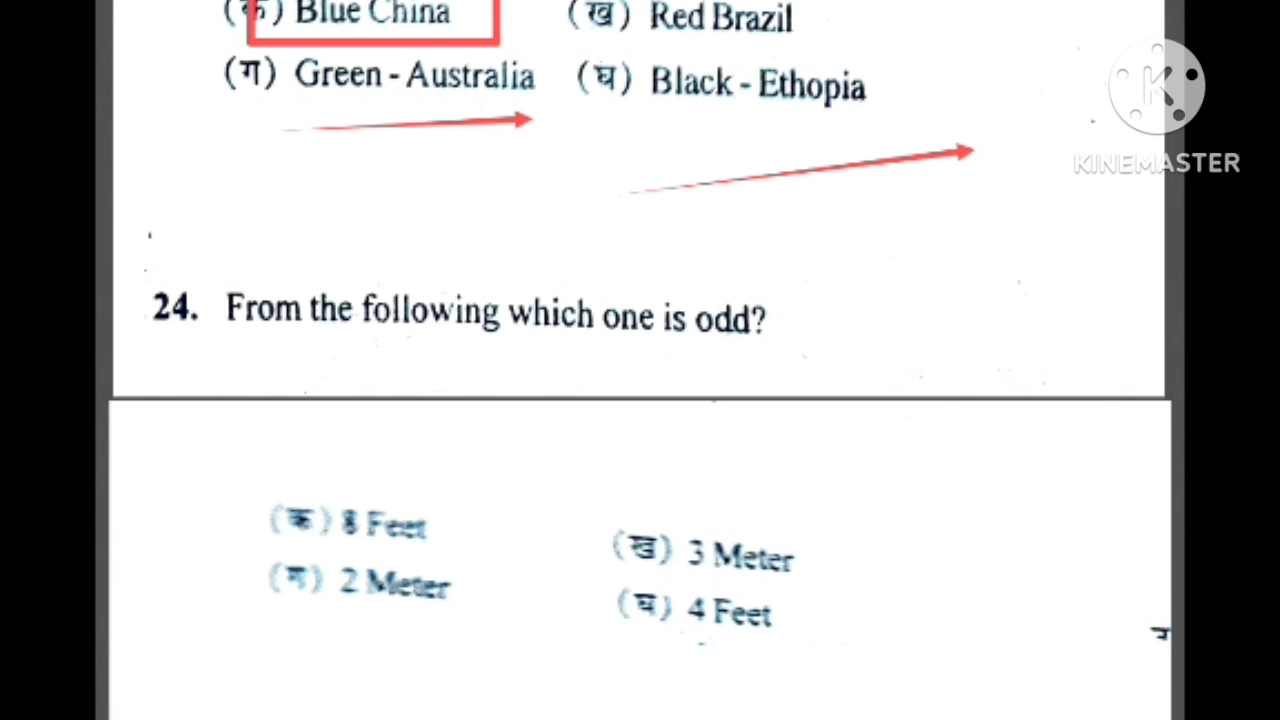 (क) Blue China (ख) Red Brazil
(ग) Green - Australia (घ) Black - Ethopia
KINEMASTER
24. From the following which one is odd?
(क) 8 Feet (ख) 3 Meter
(ग) 2 Meter (घ) 4 Feet